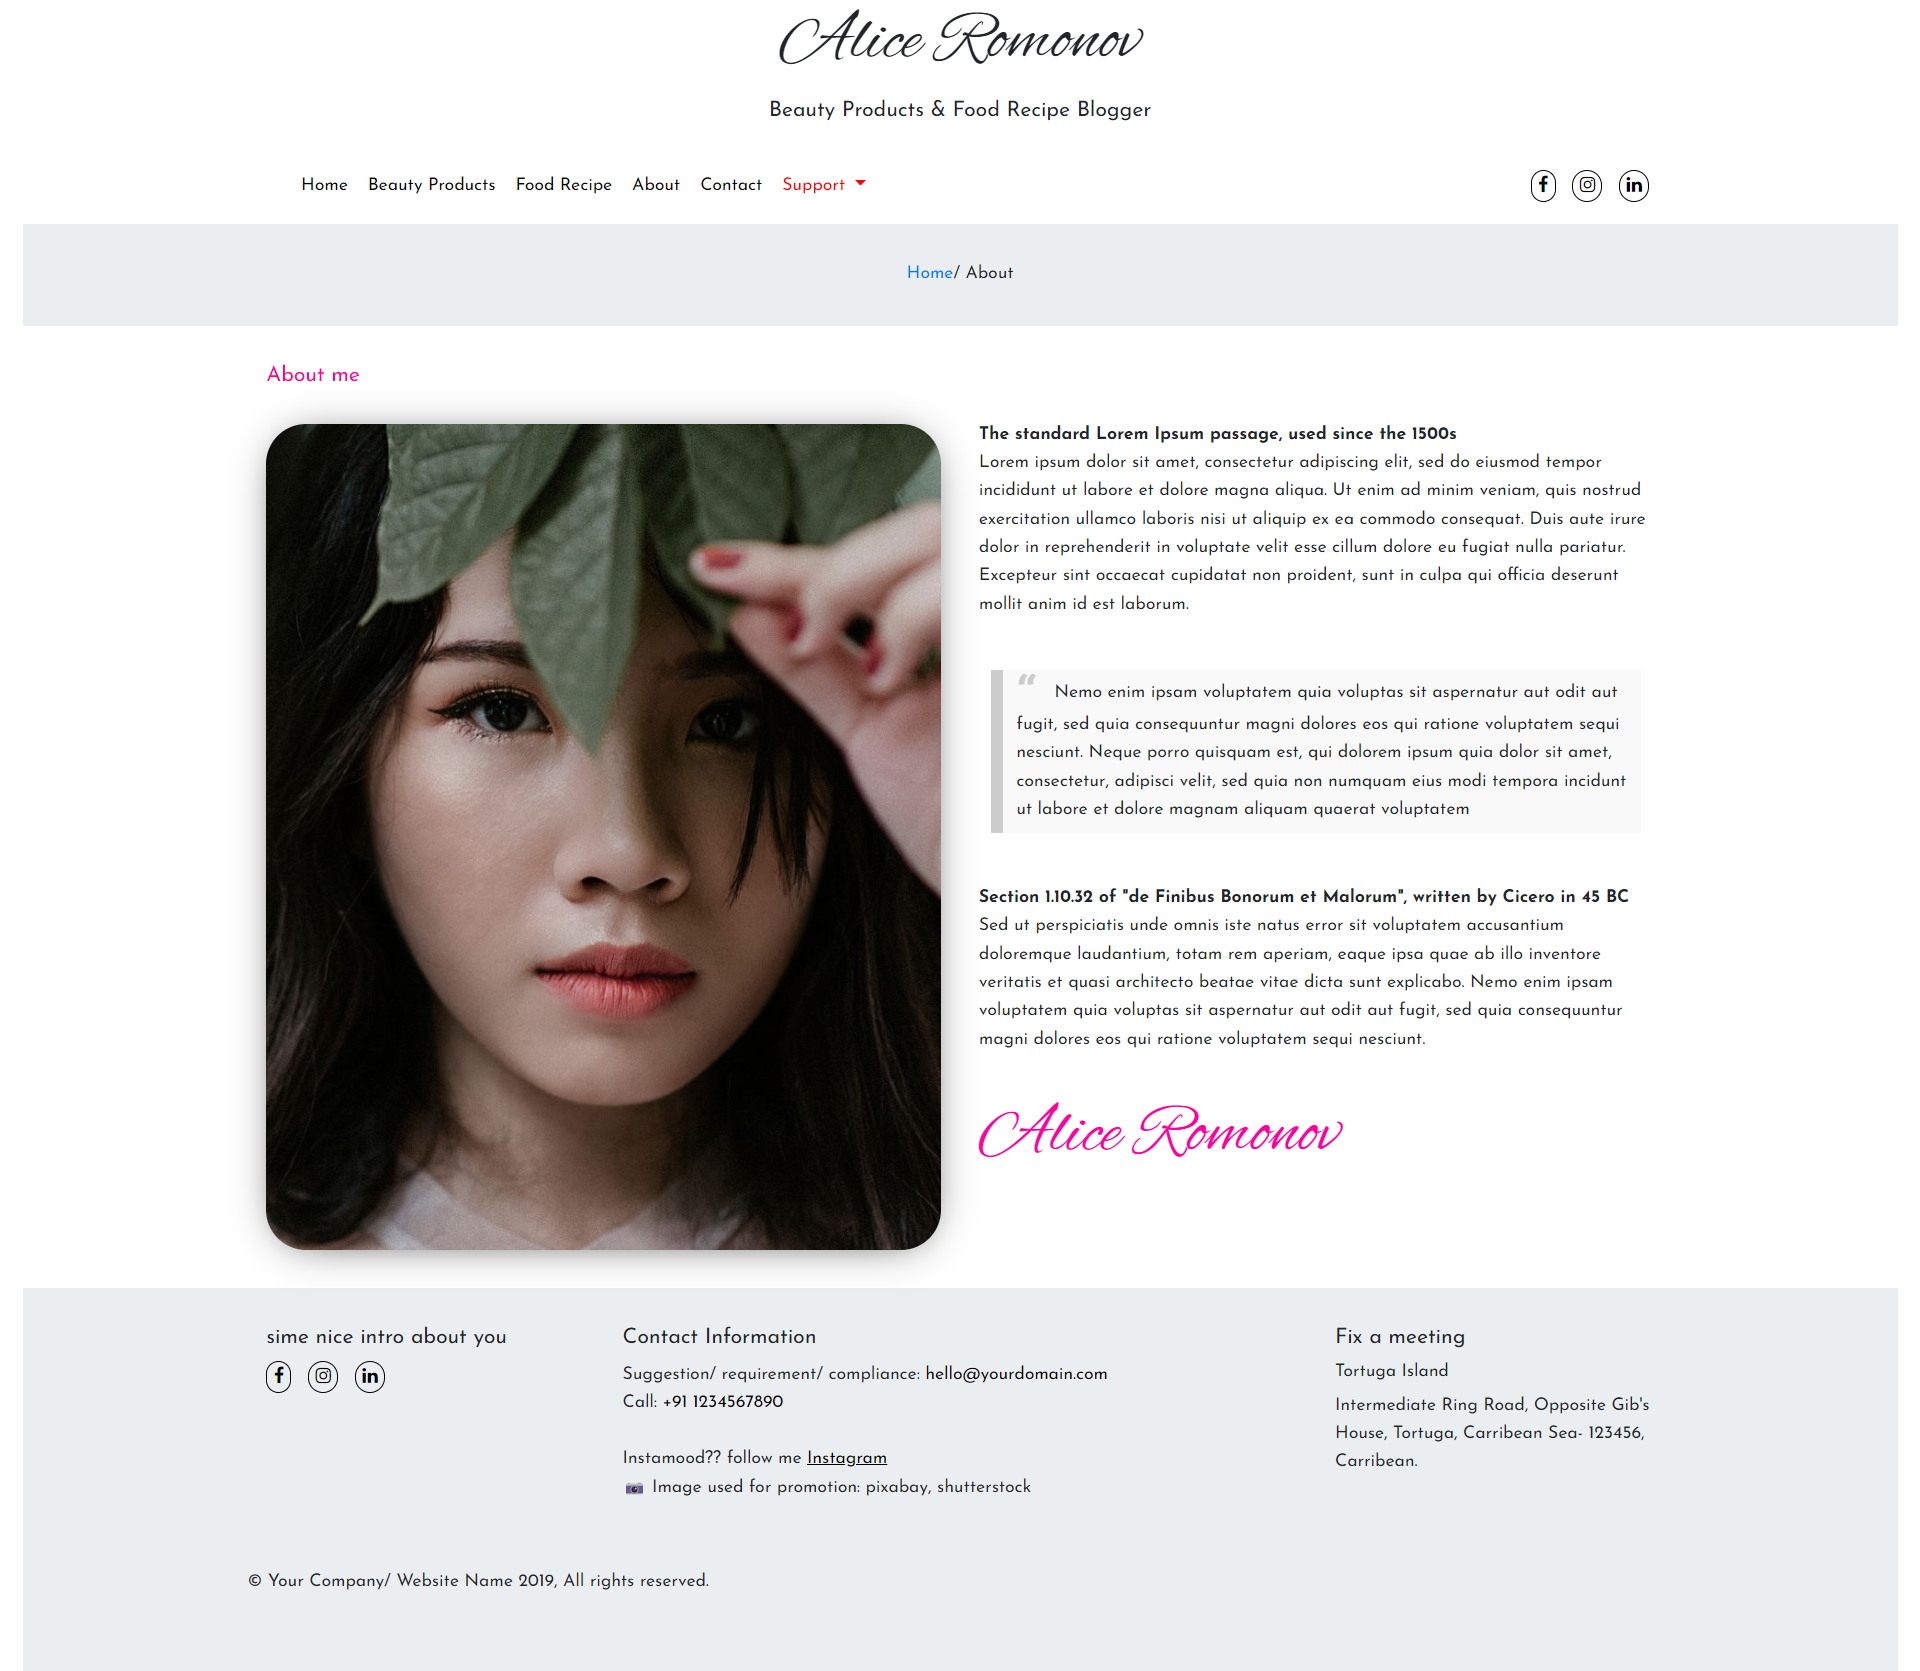 Alice Romonov
Beauty Products & Food Recipe Blogger
Home Beauty Products Food Recipe About Contact Support
Home/ About
About me
The standard Lorem Ipsum passage, used since the 1500s
Lorem ipsum dolor sit amet, consectetur adipiscing elit, sed do eiusmod tempor
incididunt ut labore et dolore magna aliqua. Ut enim ad minim veniam, quis nostrud
exercitation ullamco laboris nisi ut aliquip ex ea commodo consequat. Duis aute irure
dolor in reprehenderit in voluptate velit esse cillum dolore eu fugiat nulla pariatur.
Excepteur sint occaecat cupidatat non proident, sunt in culpa qui officia deserunt
mollit anim id est laborum.
“ Nemo enim ipsam voluptatem quia voluptas sit aspernatur aut odit aut
fugit, sed quia consequuntur magni dolores eos qui ratione voluptatem sequi
nesciunt. Neque porro quisquam est, qui dolorem ipsum quia dolor sit amet,
consectetur, adipisci velit, sed quia non numquam eius modi tempora incidunt
ut labore et dolore magnam aliquam quaerat voluptatem
Section 1.10.32 of "de Finibus Bonorum et Malorum", written by Cicero in 45 BC
Sed ut perspiciatis unde omnis iste natus error sit voluptatem accusantium
doloremque laudantium, totam rem aperiam, eaque ipsa quae ab illo inventore
veritatis et quasi architecto beatae vitae dicta sunt explicabo. Nemo enim ipsam
voluptatem quia voluptas sit aspernatur aut odit aut fugit, sed quia consequuntur
magni dolores eos qui ratione voluptatem sequi nesciunt.
Alice Romonov
sime nice intro about you
Contact Information
Suggestion/ requirement/ compliance: hello@yourdomain.com
Call: +91 1234567890
Instamood?? follow me Instagram
📷 Image used for promotion: pixabay, shutterstock
Fix a meeting
Tortuga Island
Intermediate Ring Road, Opposite Gib's
House, Tortuga, Carribean Sea- 123456,
Carribean.
© Your Company/ Website Name 2019, All rights reserved.